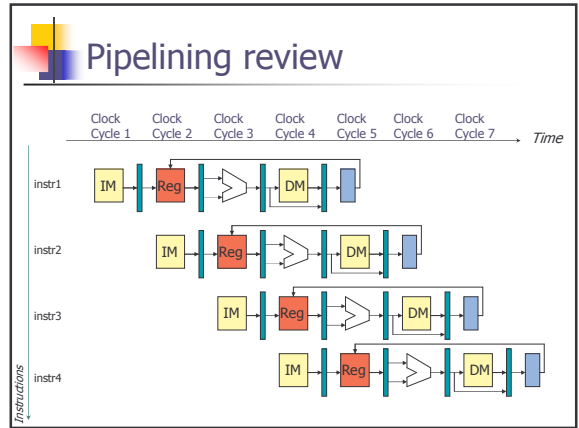 Pipelining review
Clock Clock Clock Clock Clock Clock Clock
Cycle 1 Cycle 2 Cycle 3 Cycle 4 Cycle 5 Cycle 6 Cycle 7
Time
instr1
IM Reg DM
instr2
IM Reg DM
instr3
IM Reg DM
instr4
IM Reg DM
Instructions